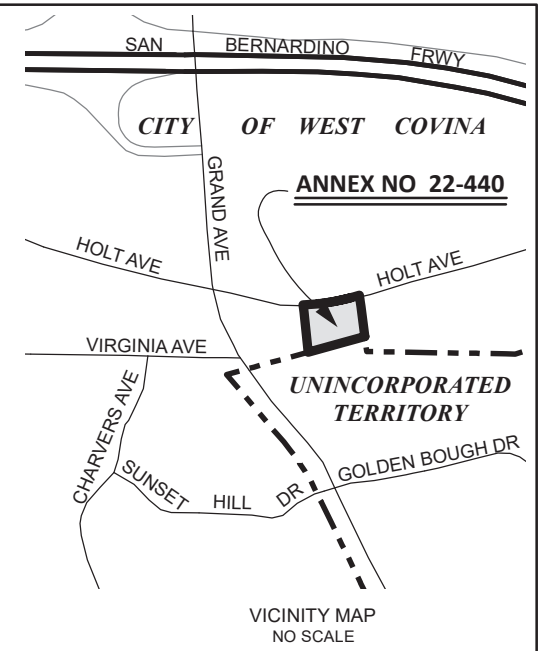 SAN BERNARDINO FRWY
CITY OF WEST COVINA
GRAND AVE
ANNEX NO 22-440
HOLT AVE
HOLT AVE
VIRGINIA AVE
UNINCORPORATED
TERRITORY
CHARVERS AVE
SUNSET HILL DR
GOLDEN BOUGH DR
VICINITY MAP
NO SCALE